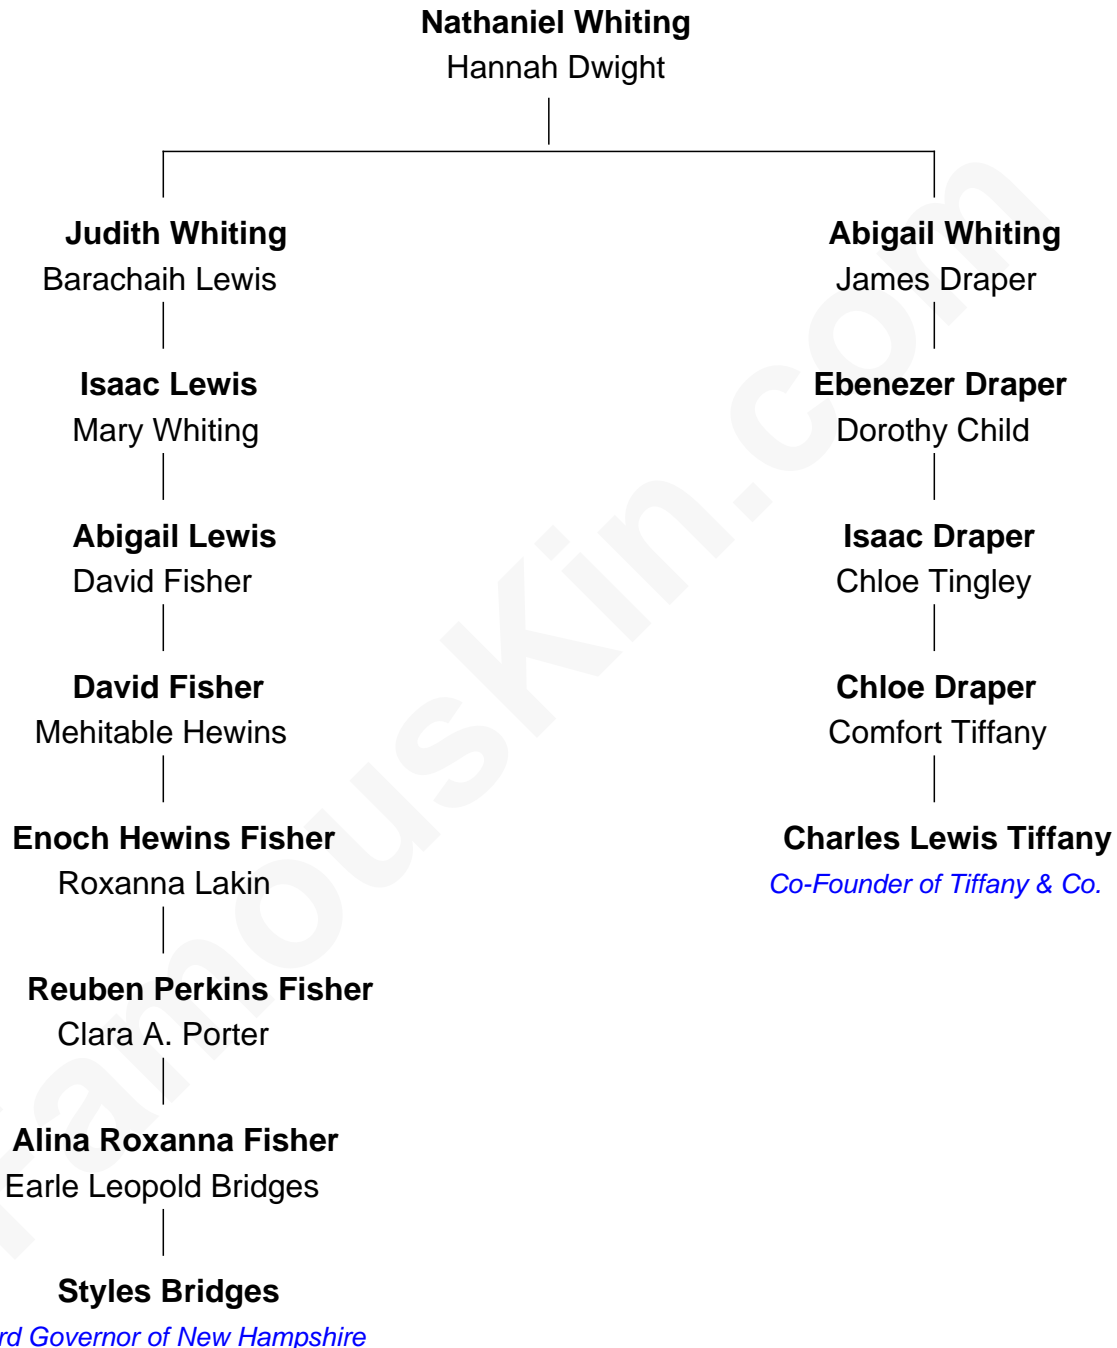 Nathaniel Whiting
Hannah Dwight
Judith Whiting
Barachaih Lewis
Isaac Lewis
Mary Whiting
Abigail Lewis
David Fisher
David Fisher
Mehitable Hewins
Enoch Hewins Fisher
Roxanna Lakin
Reuben Perkins Fisher
Clara A. Porter
Alina Roxanna Fisher
Earle Leopold Bridges
Styles Bridges
rd Governor of New Hampshire
Abigail Whiting
James Draper
Ebenezer Draper
Dorothy Child
Isaac Draper
Chloe Tingley
Chloe Draper
Comfort Tiffany
Charles Lewis Tiffany
Co-Founder of Tiffany & Co.
FamousKin.com